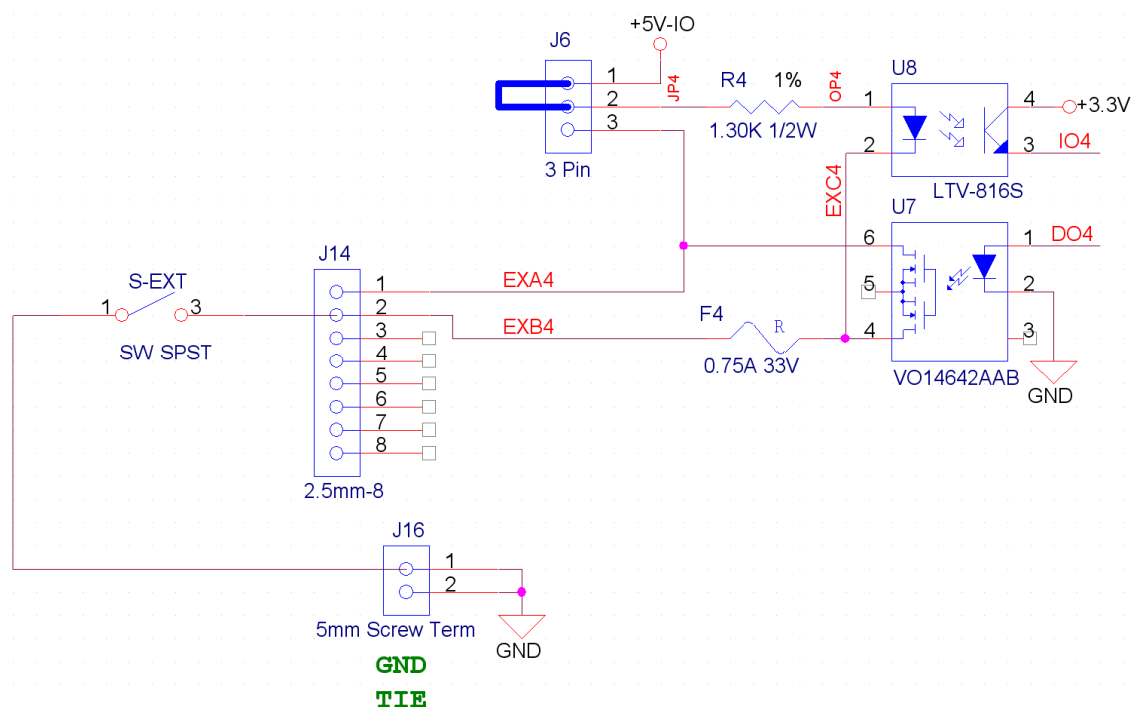 +5V-IO
J6
1
2
3
3 Pin
JP4
R4 1%
1.30K 1/2W
OP4
U8
1
2
4
3
+3.3V
IO4
LTV-816S
EXC4
U7
6
5
4
1
2
3
DO4
VO14642AAB
GND
J14
1
2
3
4
5
6
7
8
2.5mm-8
EXA4
EXB4
F4
R
0.75A 33V
S-EXT
1
3
SW SPST
J16
1
2
5mm Screw Term
GND
GND
TIE